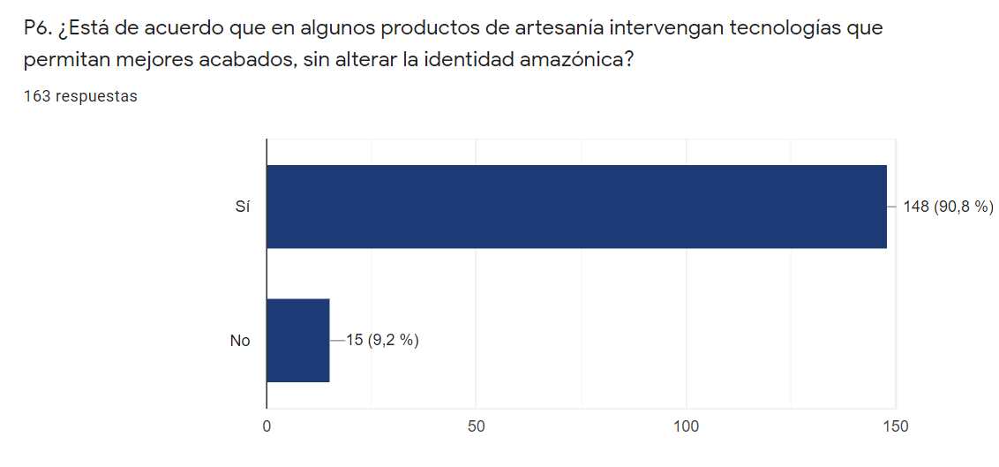 P6. ¿Está de acuerdo que en algunos productos de artesanía intervengan tecnologías que
permitan mejores acabados, sin alterar la identidad amazónica?
163 respuestas
Sí
148 (90,8 %)
No
15 (9,2 %)
0
50
100
150